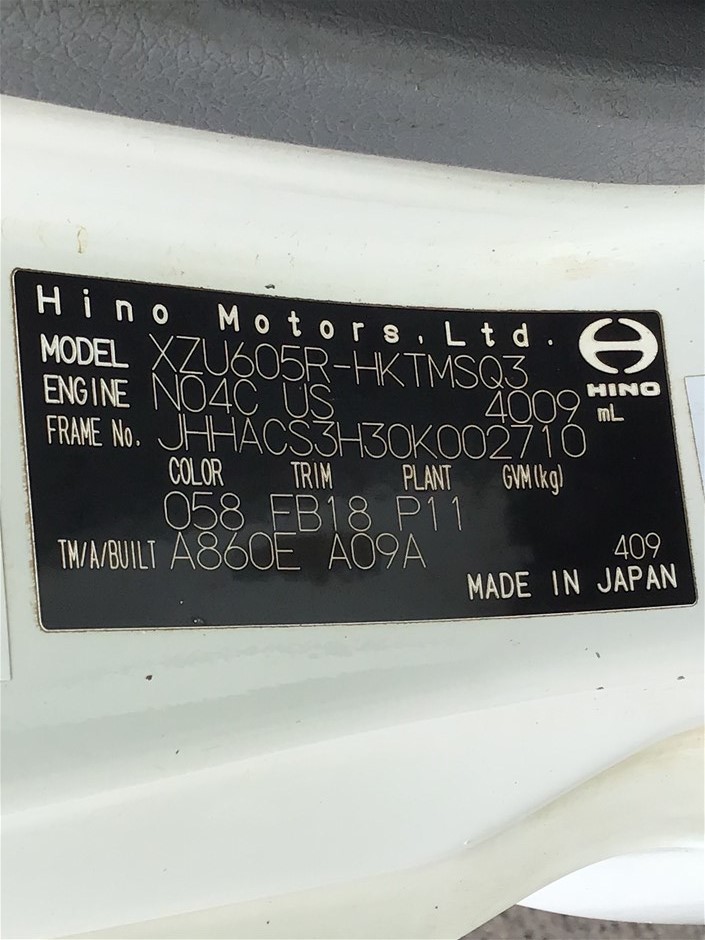 Hino Motors, Ltd.
HINO
MODEL XZU605R-HKTMSQ3
ENGINE N04C US 4009 mL
FRAME No. JHHACS3H30K002710
COLOR TRIM PLANT GVM(kg)
058 FB18 P11
TM/A/BUILT A860E A09A 409
MADE IN JAPAN